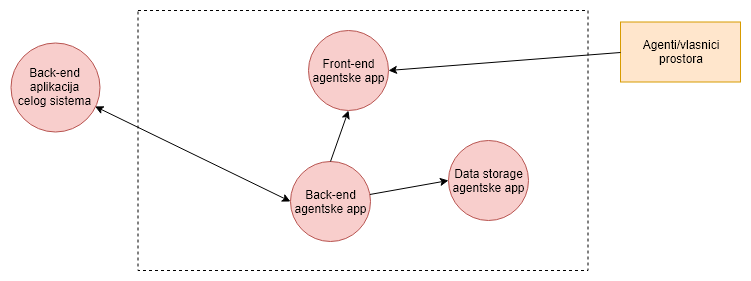 Back-end
aplikacija
celog sistema
Front-end
agentske app
Agenti/vlasnici
prostora
Back-end
agentske app
Data storage
agentske app